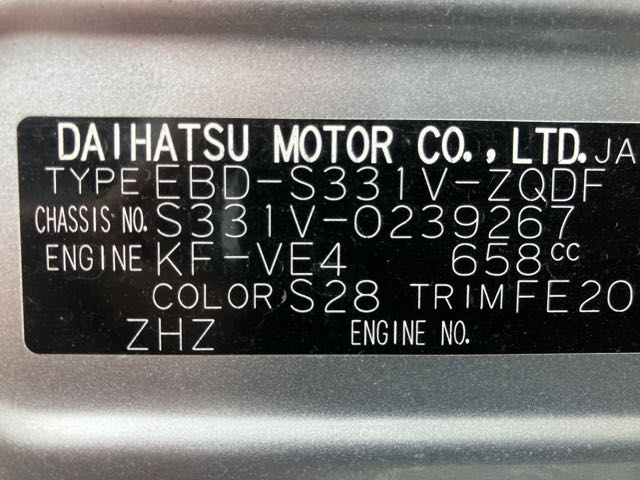 DAIHATSU MOTOR CO., LTD. JA
TYPE EBD-S331V-ZQDF
CHASSIS NO. S331V-0239267
ENGINE KF-VE4 658cc
COLOR S28 TRIM FE20
ZHZ ENGINE NO.